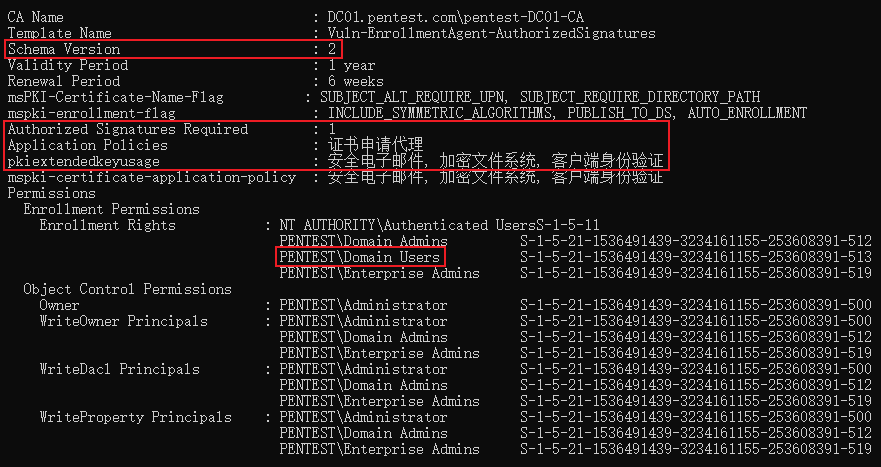 CA Name                               : DC01.pentest.com\pentest-DC01-CA
Template Name                         : Vuln-EnrollmentAgent-AuthorizedSignatures
Schema Version                        : 2
Validity Period                       : 1 year
Renewal Period                        : 6 weeks
msPKI-Certificate-Name-Flag          : SUBJECT_ALT_REQUIRE_UPN, SUBJECT_REQUIRE_DIRECTORY_PATH
mspki-enrollment-flag                 : INCLUDE_SYMMETRIC_ALGORITHMS, PUBLISH_TO_DS, AUTO_ENROLLMENT
Authorized Signatures Required        : 1
Application Policies                  : 证书申请代理
pkiextendedkeyusage                   : 安全电子邮件, 加密文件系统, 客户端身份验证
mspki-certificate-application-policy  : 安全电子邮件, 加密文件系统, 客户端身份验证
Permissions
  Enrollment Permissions
    Enrollment Rights           : NT AUTHORITY\Authenticated UsersS-1-5-11
                                  PENTEST\Domain Admins         S-1-5-21-1536491439-3234161155-253608391-512
                                  PENTEST\Domain Users          S-1-5-21-1536491439-3234161155-253608391-513
                                  PENTEST\Enterprise Admins     S-1-5-21-1536491439-3234161155-253608391-519
  Object Control Permissions
    Owner                       : PENTEST\Administrator         S-1-5-21-1536491439-3234161155-253608391-500
    WriteOwner Principals       : PENTEST\Administrator         S-1-5-21-1536491439-3234161155-253608391-500
                                  PENTEST\Domain Admins         S-1-5-21-1536491439-3234161155-253608391-512
                                  PENTEST\Enterprise Admins     S-1-5-21-1536491439-3234161155-253608391-519
    WriteDacl Principals        : PENTEST\Administrator         S-1-5-21-1536491439-3234161155-253608391-500
                                  PENTEST\Domain Admins         S-1-5-21-1536491439-3234161155-253608391-512
                                  PENTEST\Enterprise Admins     S-1-5-21-1536491439-3234161155-253608391-519
    WriteProperty Principals    : PENTEST\Administrator         S-1-5-21-1536491439-3234161155-253608391-500
                                  PENTEST\Domain Admins         S-1-5-21-1536491439-3234161155-253608391-512
                                  PENTEST\Enterprise Admins     S-1-5-21-1536491439-3234161155-253608391-519